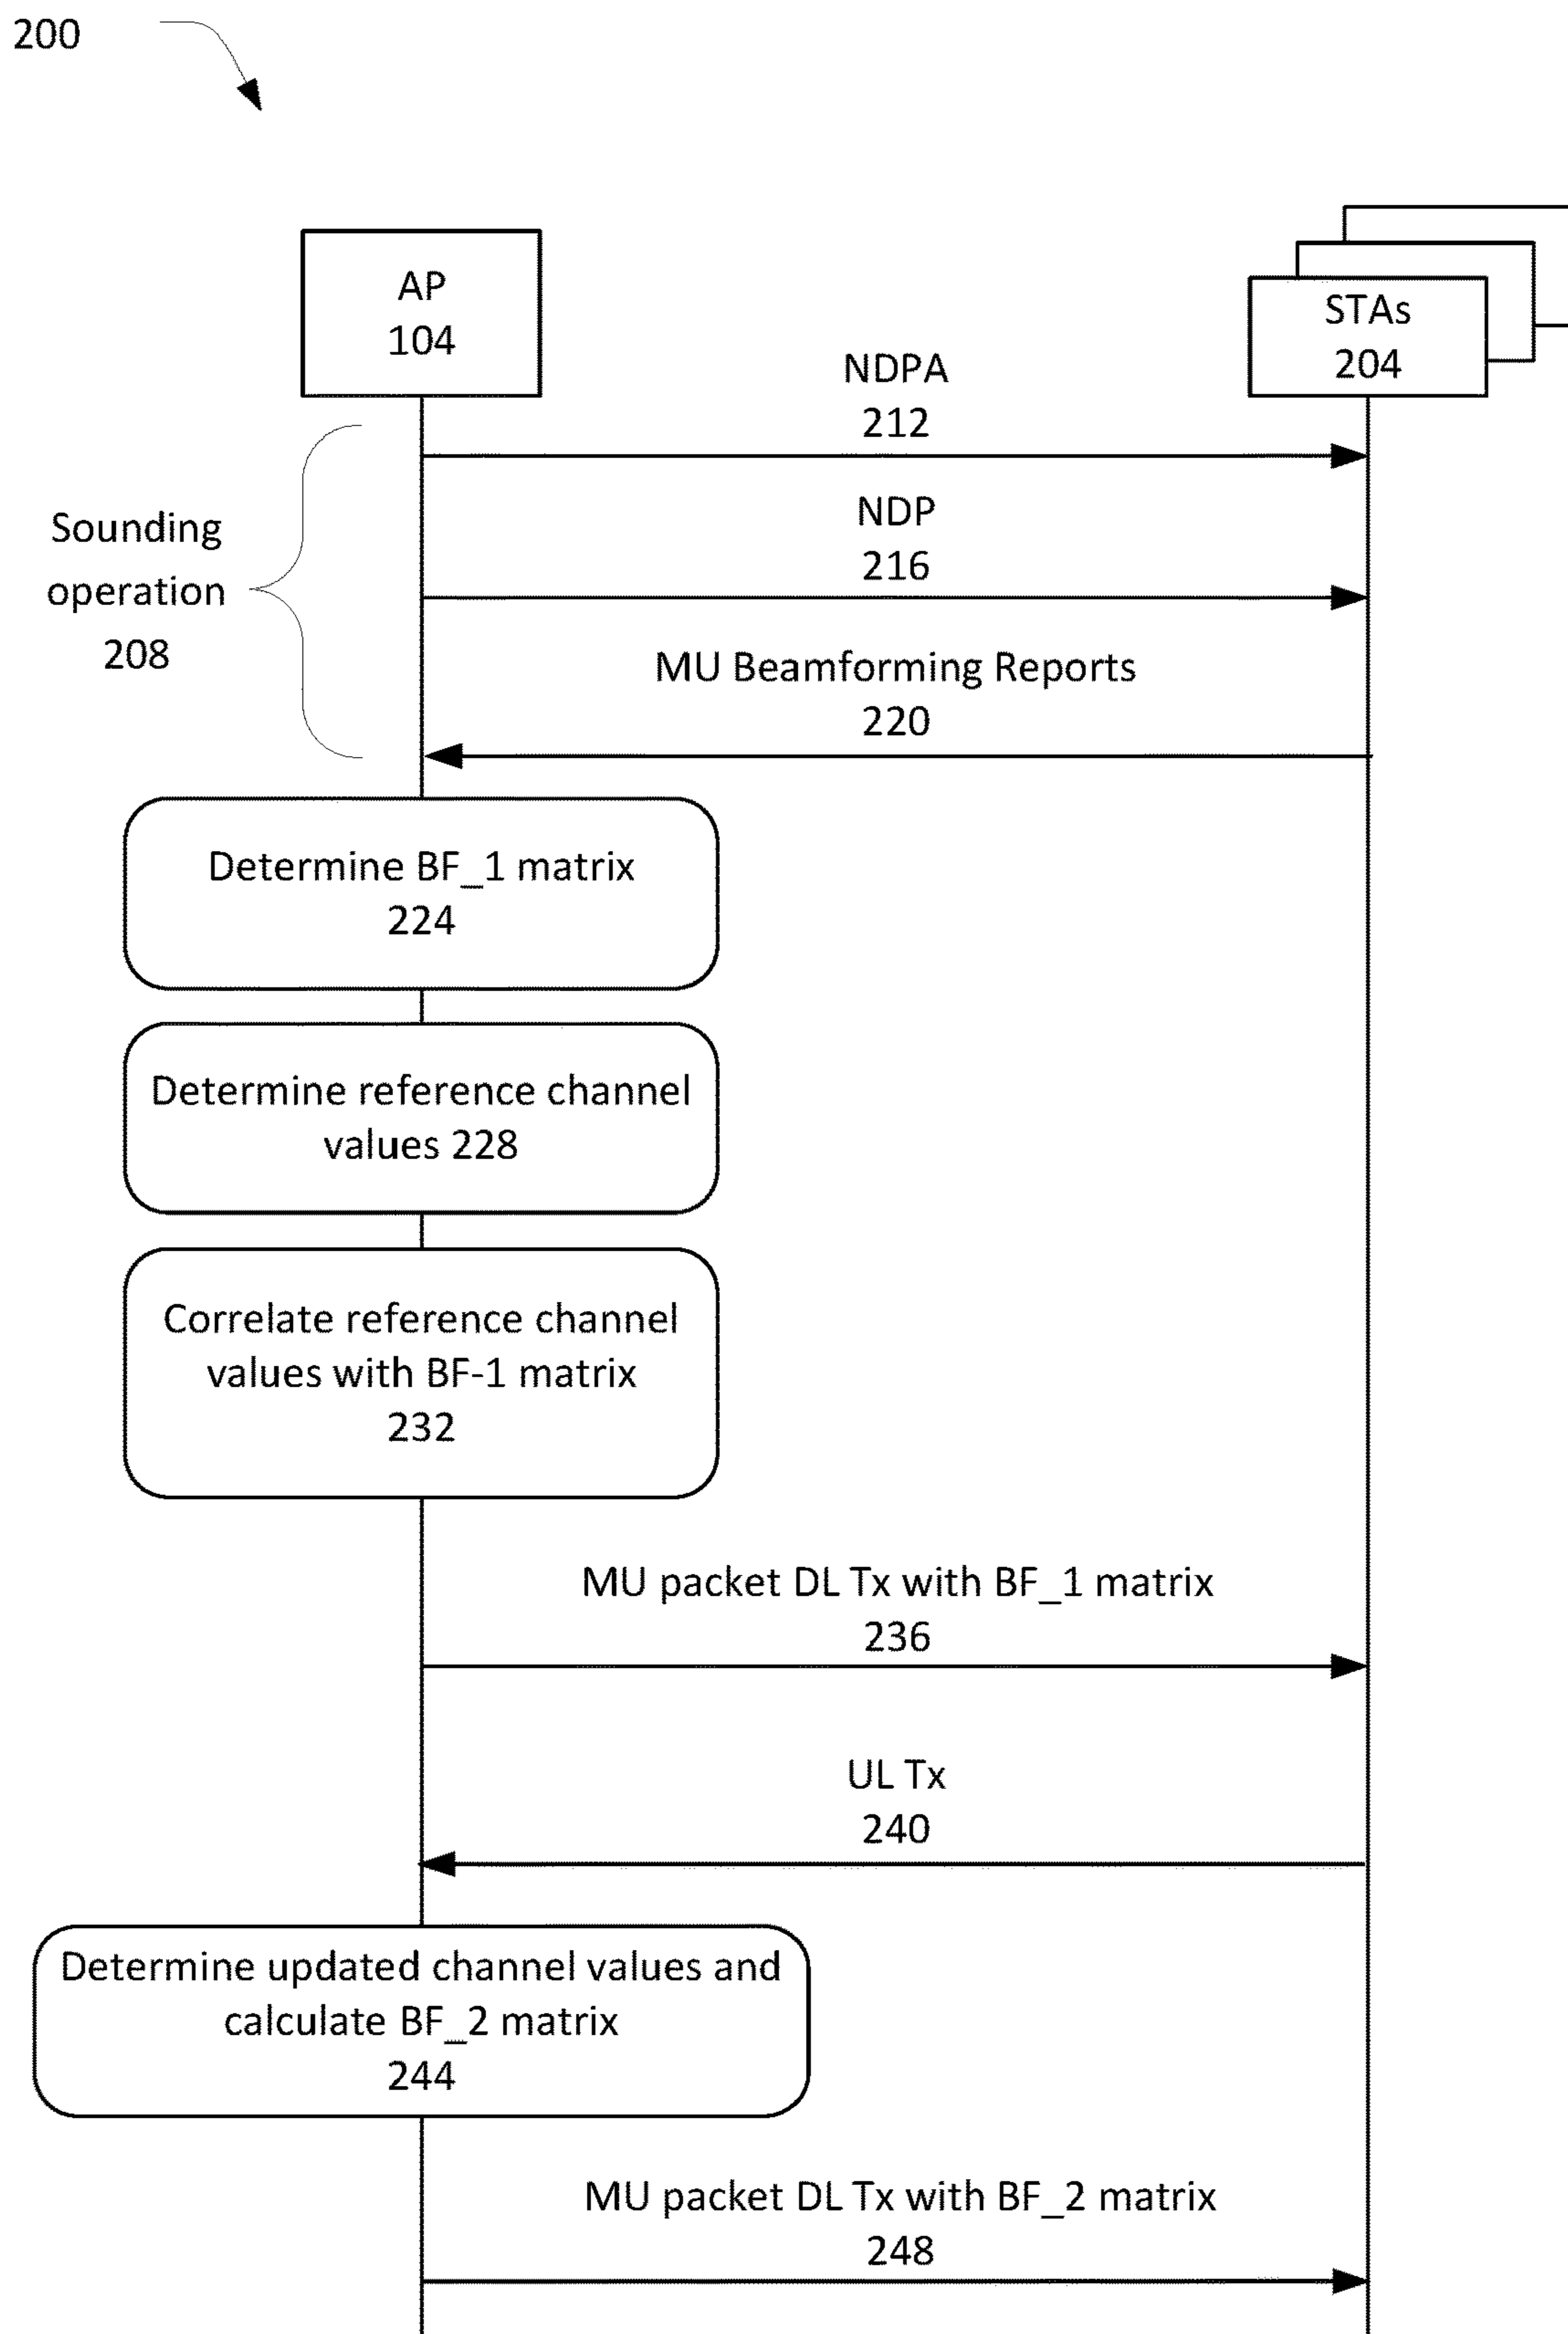 200
AP
104
STAs
204
NDPA
212
NDP
216
Sounding
operation
208
MU Beamforming Reports
220
Determine BF_1 matrix
224
Determine reference channel
values 228
Correlate reference channel
values with BF-1 matrix
232
MU packet DL Tx with BF_1 matrix
236
UL Tx
240
Determine updated channel values and
calculate BF_2 matrix
244
MU packet DL Tx with BF_2 matrix
248